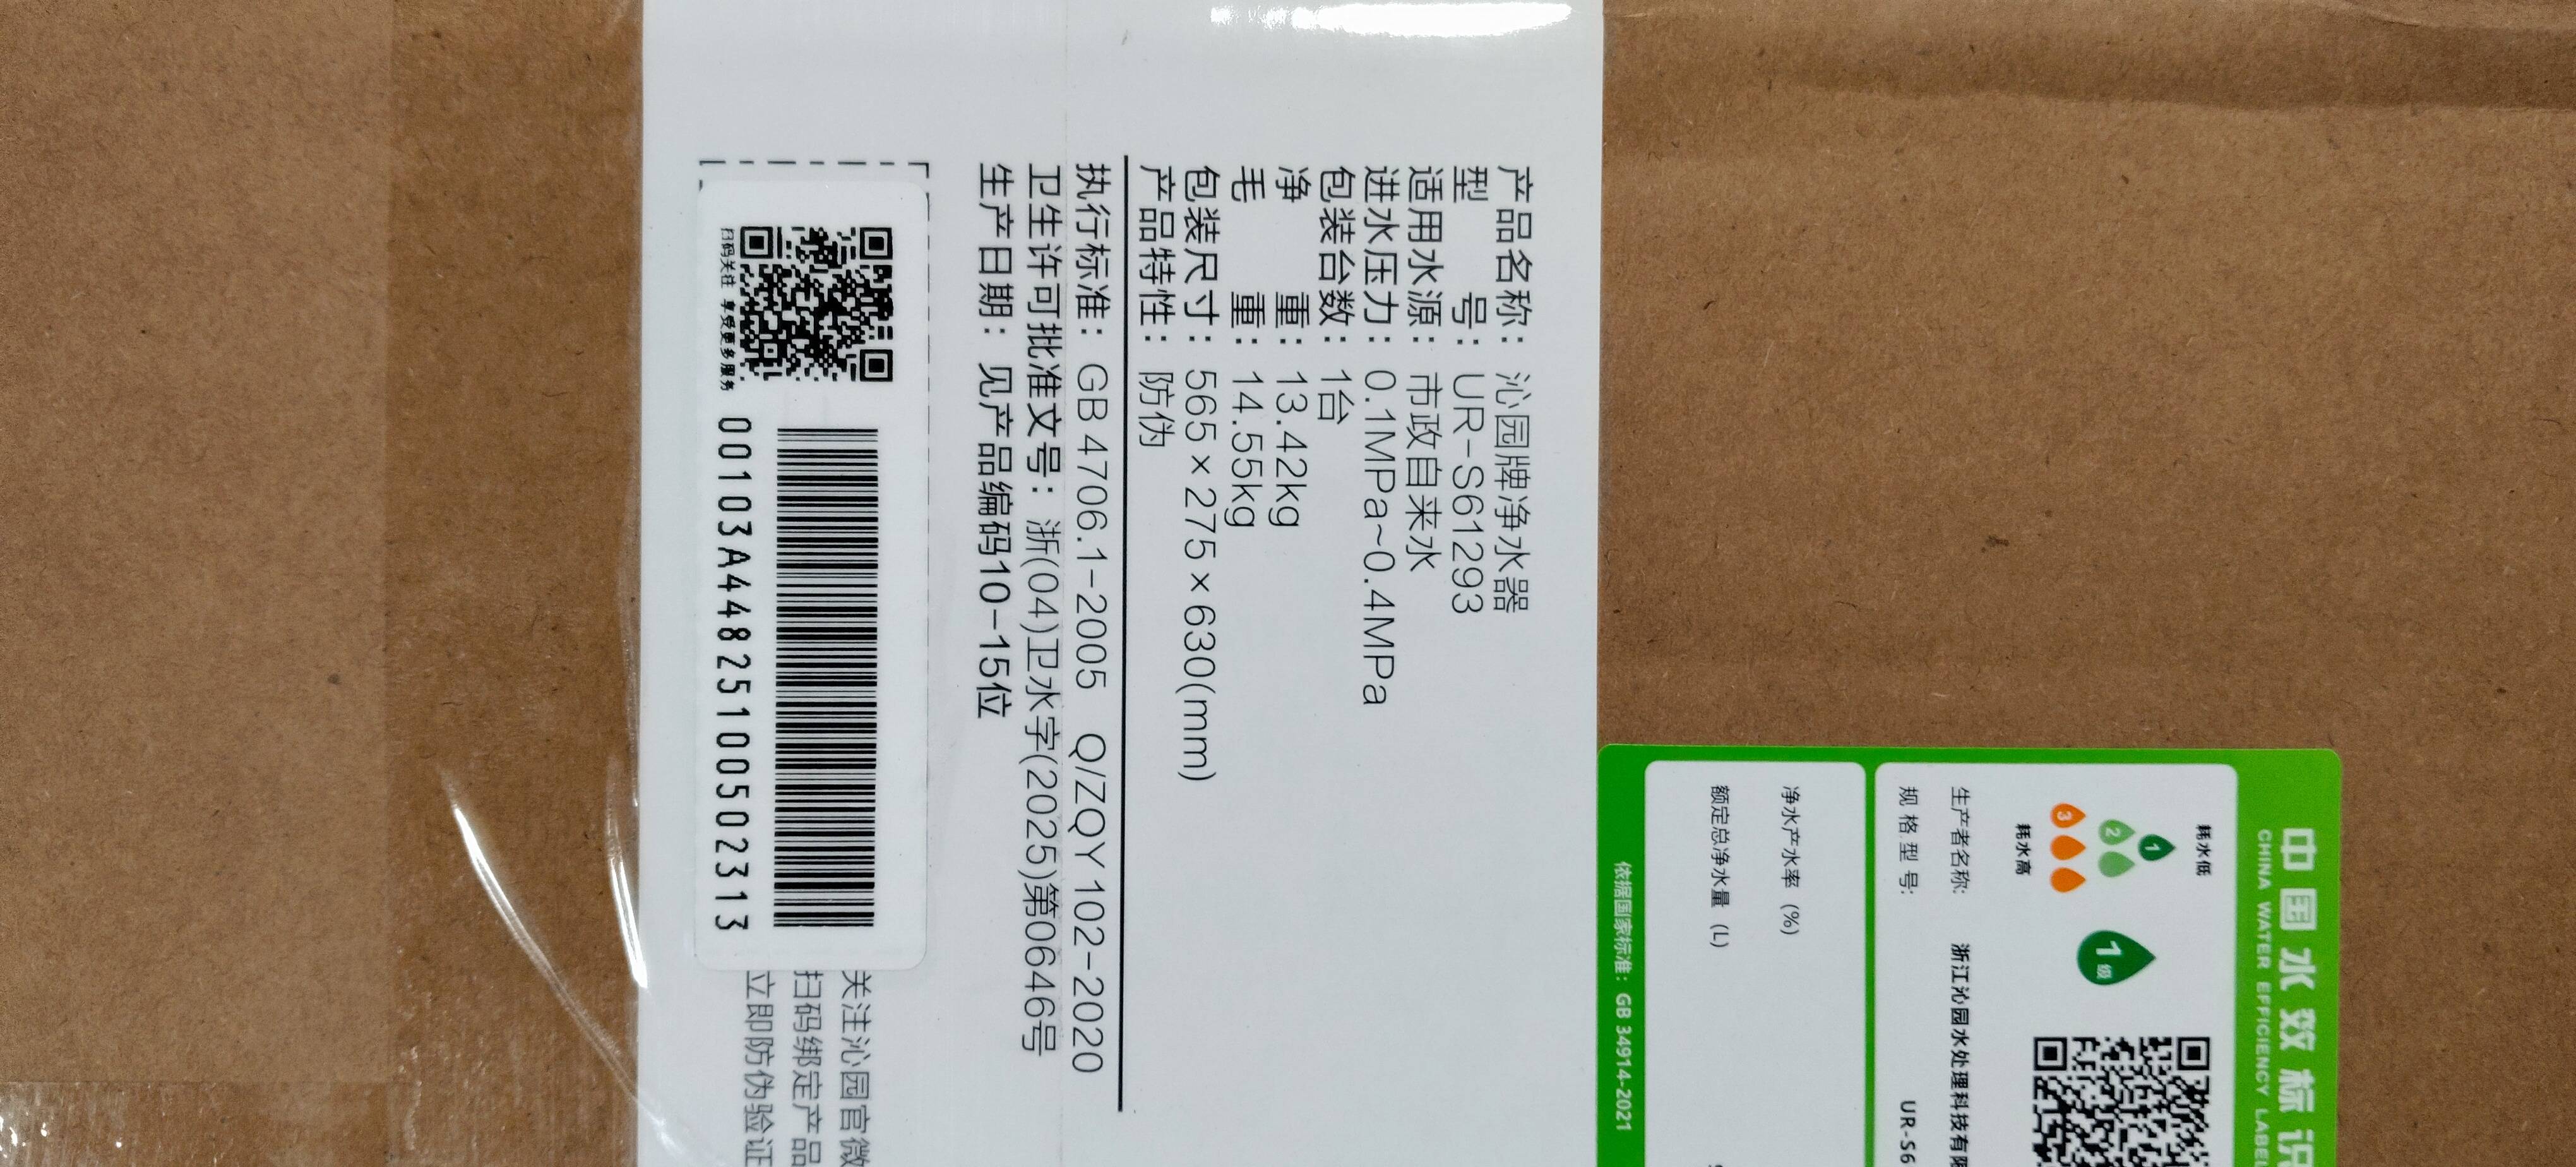 产品名称：沁园牌净水器
型 号：UR-S61293
适用水源：市政自来水
进水压力：0.1MPa~0.4MPa
包装台数：1台
净 重：13.42kg
毛 重：14.55kg
包装尺寸：565×275×630(mm)
产品特性：防伪
执行标准：GB 4706.1-2005 Q/ZQY 102-2020
卫生许可批准文号：浙(04)卫水字(2025)第0646号
生产日期：见产品编码10-15位
扫码关注 享受更多服务
00103A44825100502313
关注沁园官微
扫码绑定产品
立即防伪验证
中国水效标识
CHINA WATER EFFICIENCY LABEL
耗水低
1
2
3
耗水高
1级
生产者名称：浙江沁园水处理科技有限
规格型号：UR-S6
净水产水率（%）
额定总净水量（L）
依据国家标准：GB 34914-2021